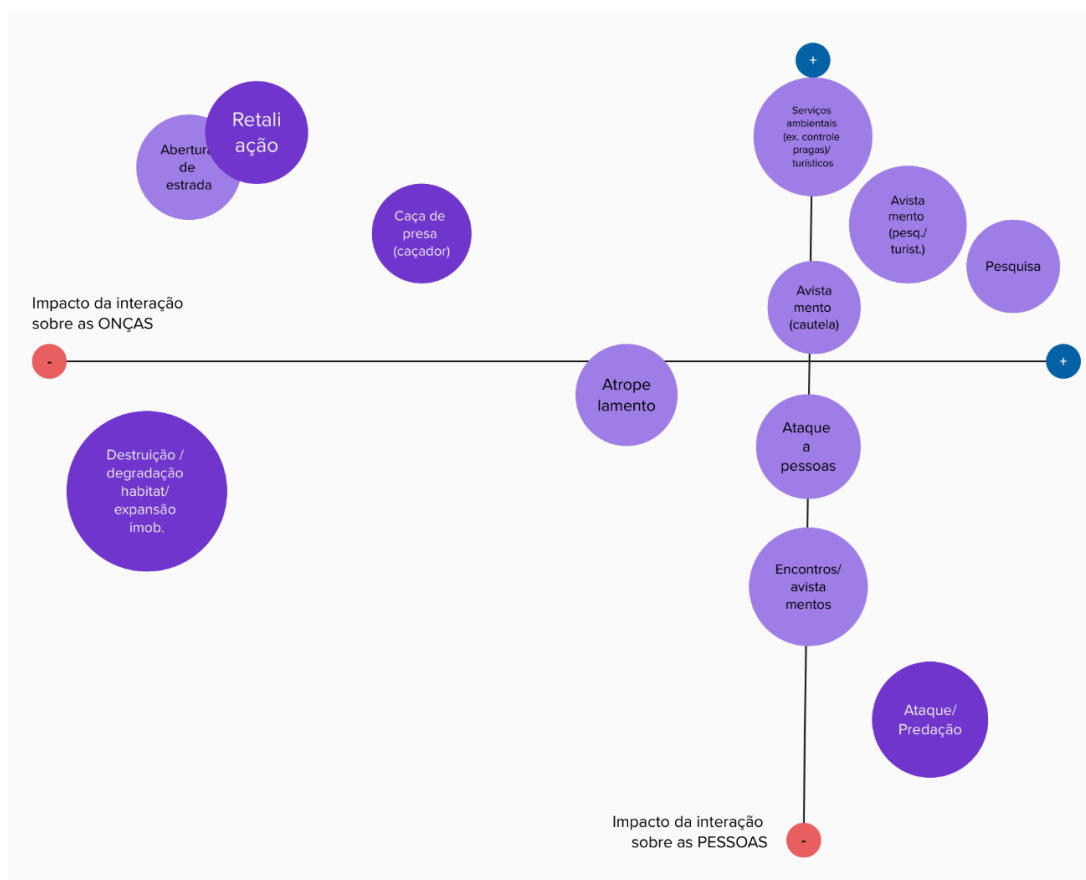 +
Serviços
ambientais
(ex. controle
pragas)/
turísticos
Retali
ação
Abertura
de
estrada
Avista
mento
(pesq./
turist.)
Caça de
presa
(caçador)
Pesquisa
Avista
mento
(cautela)
Impacto da interação
sobre as ONÇAS
-
+
Atrope
lamento
Ataque
a
pessoas
Destruição /
degradação
habitat/
expansão
imob.
Encontros/
avista
mentos
Ataque/
Predação
Impacto da interação
sobre as PESSOAS
-